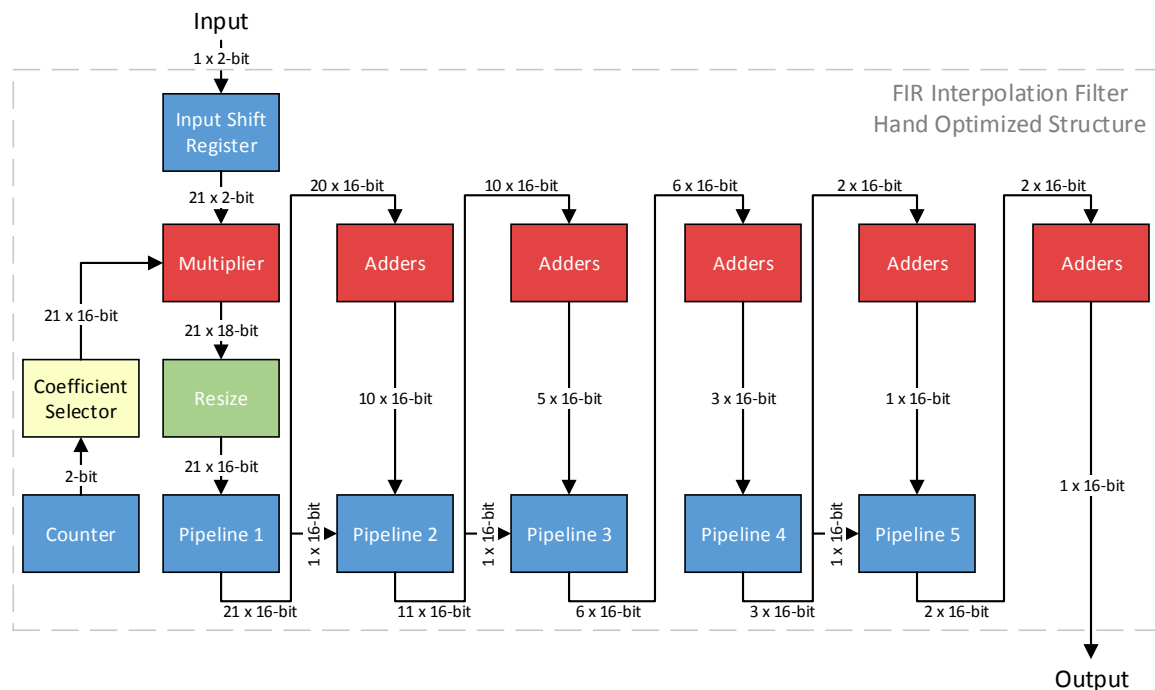 Input
1 x 2-bit
FIR Interpolation Filter
Hand Optimized Structure
Input Shift
Register
21 x 2-bit
20 x 16-bit
10 x 16-bit
6 x 16-bit
2 x 16-bit
2 x 16-bit
Multiplier
Adders
Adders
Adders
Adders
Adders
21 x 16-bit
21 x 18-bit
Coefficient
Selector
Resize
10 x 16-bit
5 x 16-bit
3 x 16-bit
1 x 16-bit
2-bit
21 x 16-bit
1 x 16-bit
Counter
Pipeline 1
1 x 16-bit
Pipeline 2
1 x 16-bit
Pipeline 3
Pipeline 4
1 x 16-bit
Pipeline 5
21 x 16-bit
11 x 16-bit
6 x 16-bit
3 x 16-bit
2 x 16-bit
Output